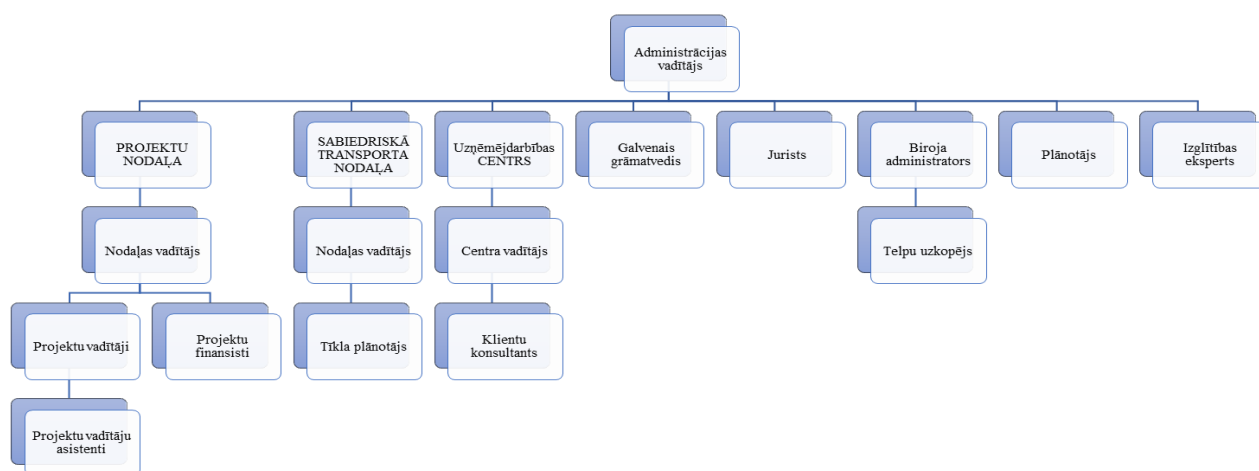 Administrācijas
vadītājs
PROJEKTU
NODAĻA
SABIEDRISKĀ
TRANSPORTA
NODAĻA
Uzņēmējdarbības
CENTRS
Galvenais
grāmatvedis
Jurists
Biroja
administrators
Plānotājs
Izglītības
eksperts
Nodaļas vadītājs
Nodaļas vadītājs
Centra vadītājs
Telpu uzkopējs
Projektu vadītāji
Projektu
finansisti
Tīkla plānotājs
Klientu
konsultants
Projektu vadītāju
asistenti